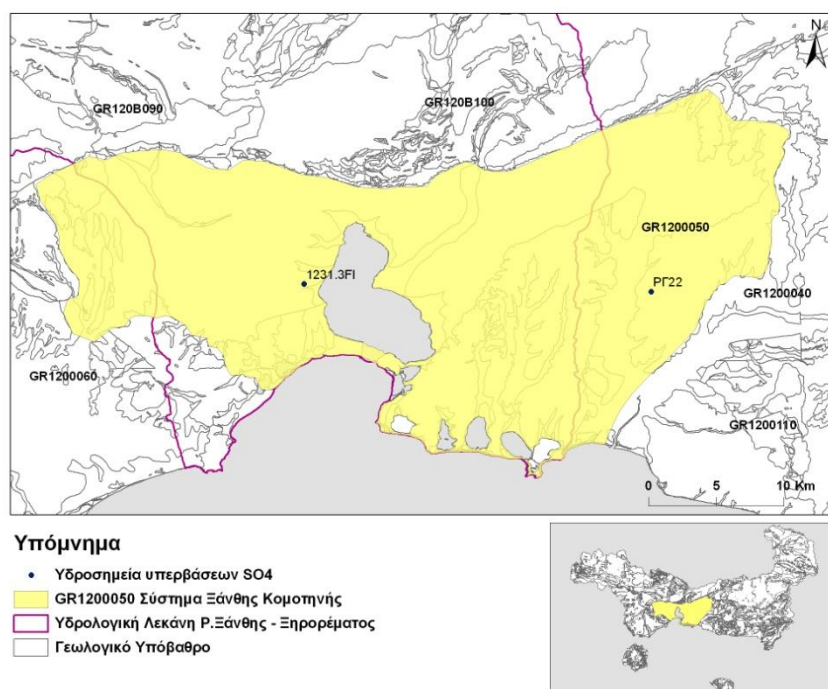 GR120B090
GR120B100
GR1200050
1231.3FI
ΡΓ22
GR1200040
GR1200060
GR1200110
0 5 10 Km
Υπόμνημα
Υδροσημεία υπερβάσεων SO4
GR1200050 Σύστημα Ξάνθης Κομοτηνής
Υδρολογική Λεκάνη Ρ.Ξάνθης - Ξηρορέματος
Γεωλογικό Υπόβαθρο